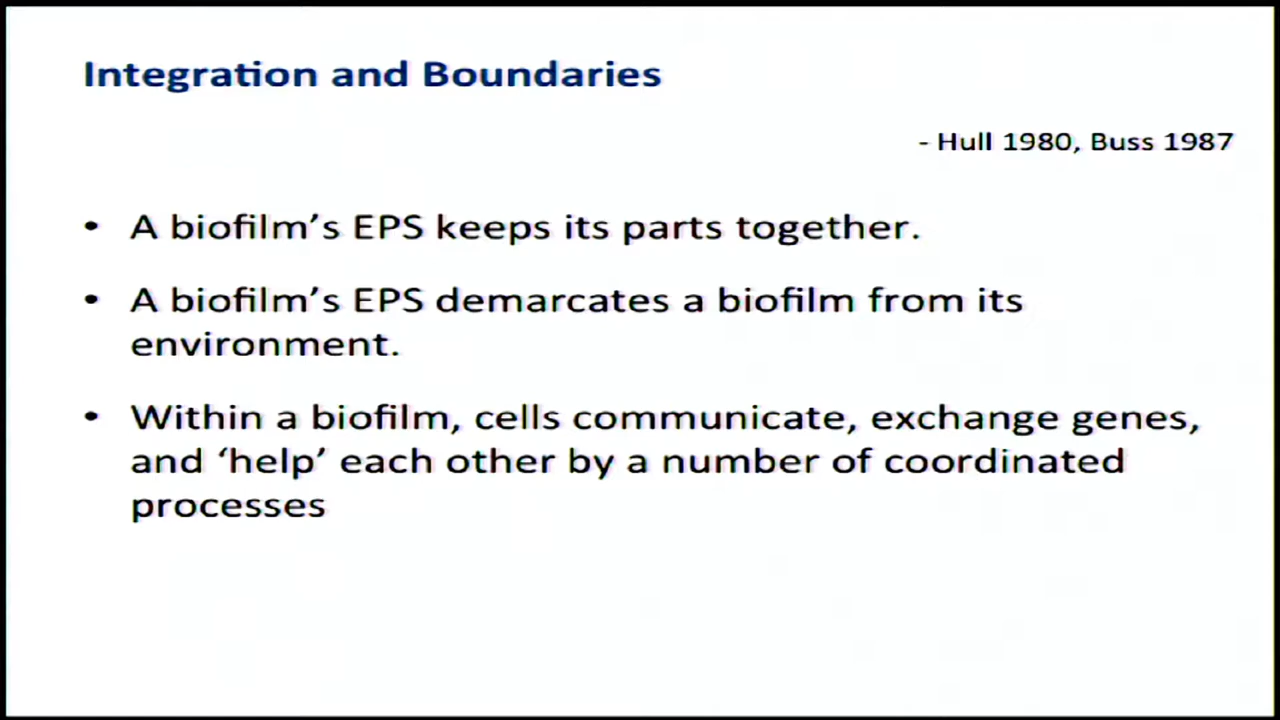 Integration and Boundaries
- Hull 1980, Buss 1987
• A biofilm’s EPS keeps its parts together.
• A biofilm’s EPS demarcates a biofilm from its
environment.
• Within a biofilm, cells communicate, exchange genes,
and ‘help’ each other by a number of coordinated
processes